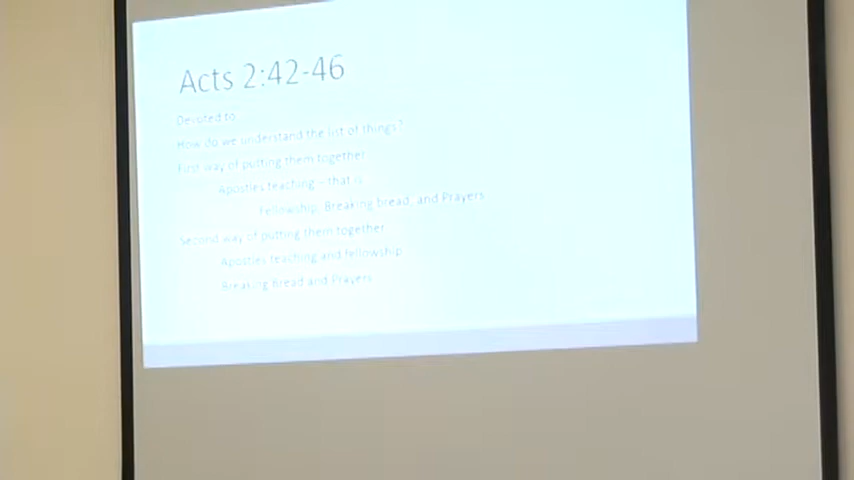 Acts 2:42-46
Devoted to
How do we understand the list of things?
First way of putting them together
Apostles teaching – that is
Fellowship, Breaking bread, and Prayers
Second way of putting them together
Apostles teaching and fellowship
Breaking Bread and Prayers